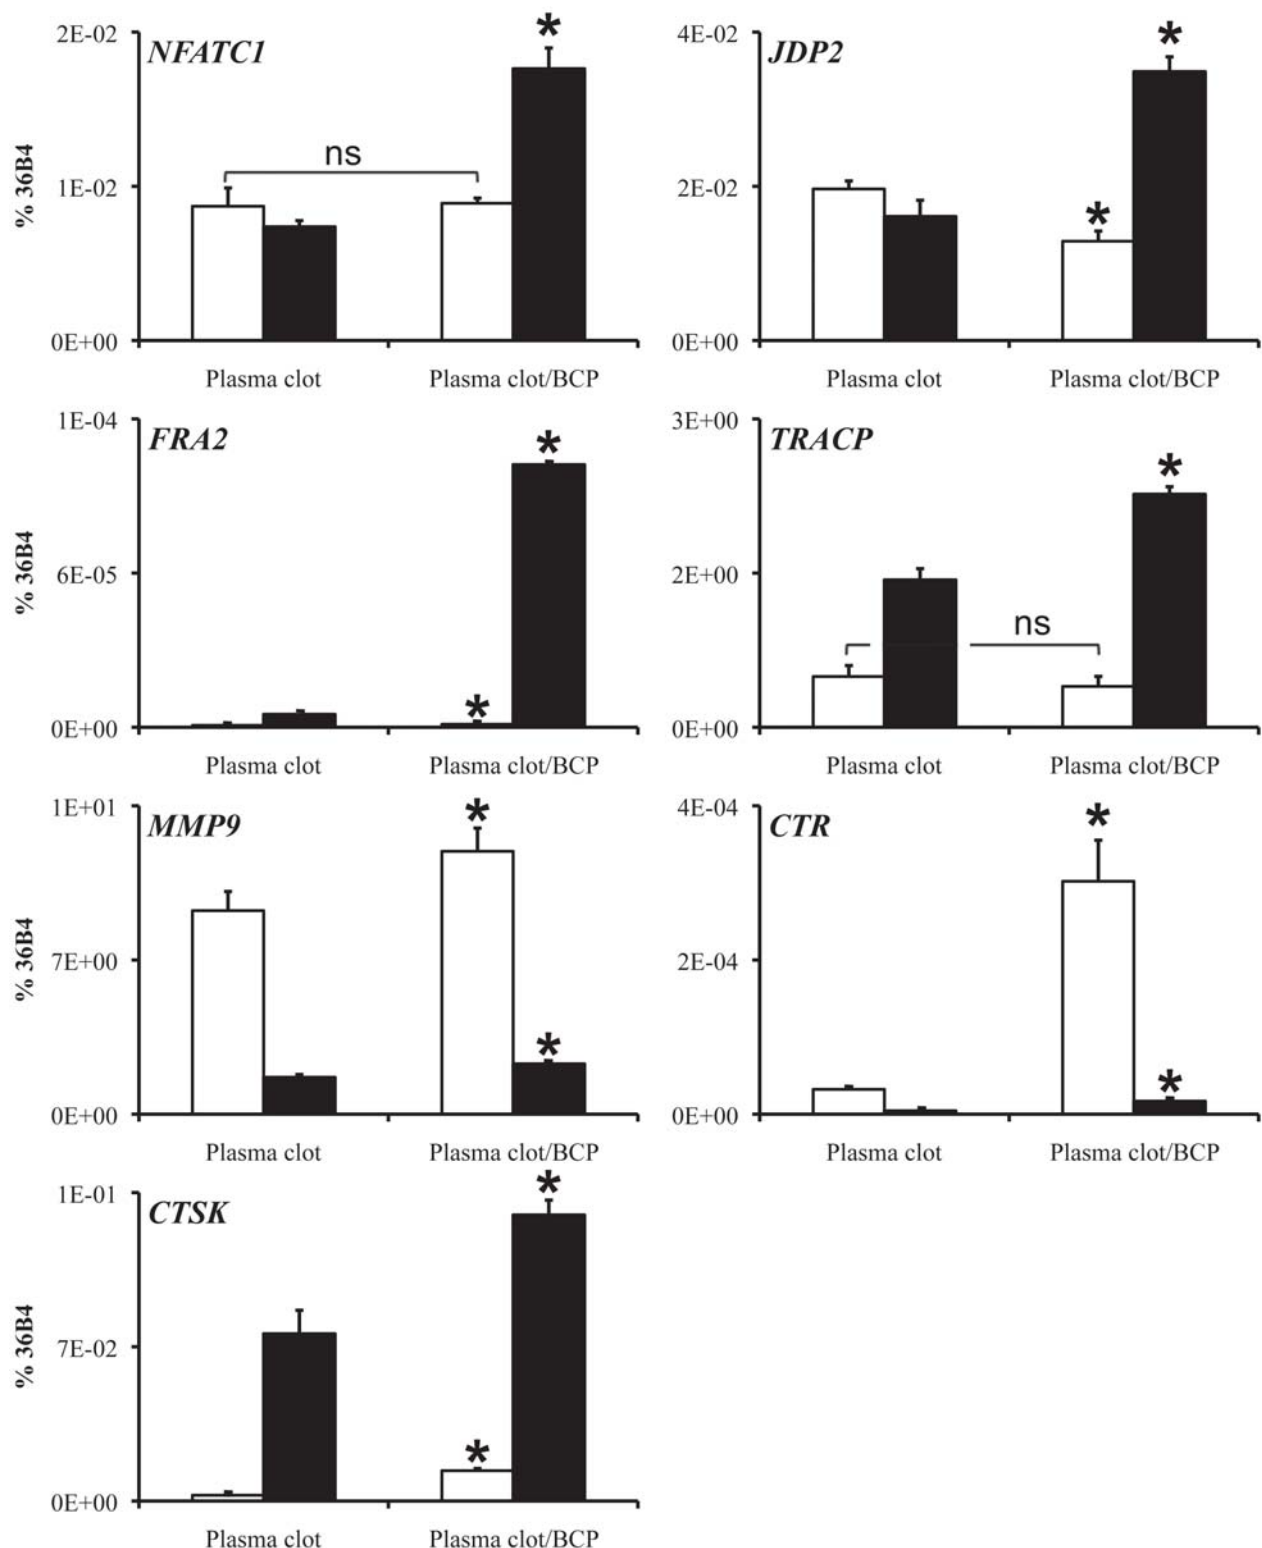 2E-02
NFATC1
*
% 36B4
ns
1E-02
0E+00
Plasma clot
Plasma clot/BCP
4E-02
JDP2
*
2E-02
*
0E+00
Plasma clot
Plasma clot/BCP
1E-04
FRA2
*
% 36B4
6E-05
*
0E+00
Plasma clot
Plasma clot/BCP
3E+00
TRACP
*
2E+00
ns
0E+00
Plasma clot
Plasma clot/BCP
1E+01
MMP9
*
% 36B4
7E+00
*
0E+00
Plasma clot
Plasma clot/BCP
4E-04
CTR
*
2E-04
*
0E+00
Plasma clot
Plasma clot/BCP
1E-01
CTSK
*
% 36B4
7E-02
*
0E+00
Plasma clot
Plasma clot/BCP